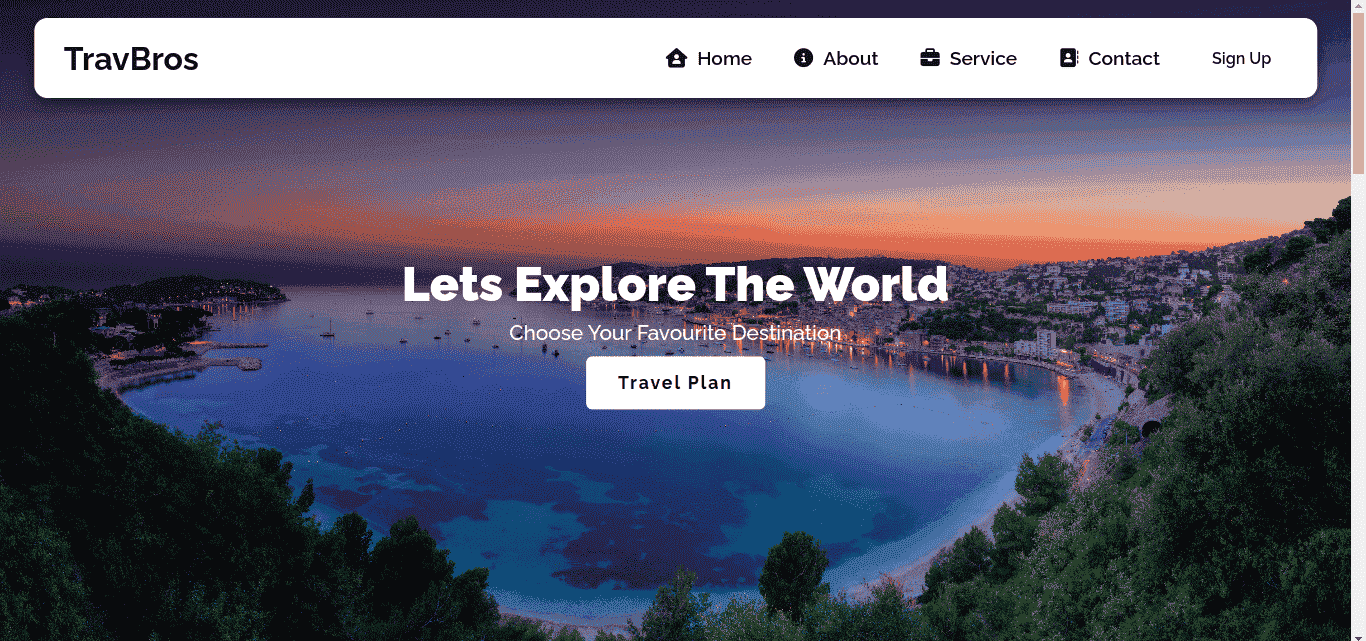 TravBros Home About Service Contact Sign Up
Lets Explore The World
Choose Your Favourite Destination
Travel Plan